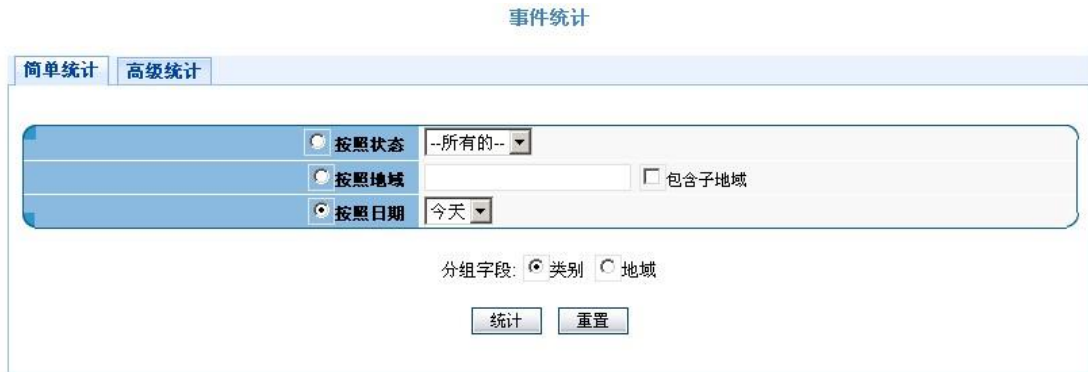 事件统计
简单统计 高级统计
按照状态 --所有的--
按照地域 包含子地域
按照日期 今天
分组字段: 类别 地域
统计 重置